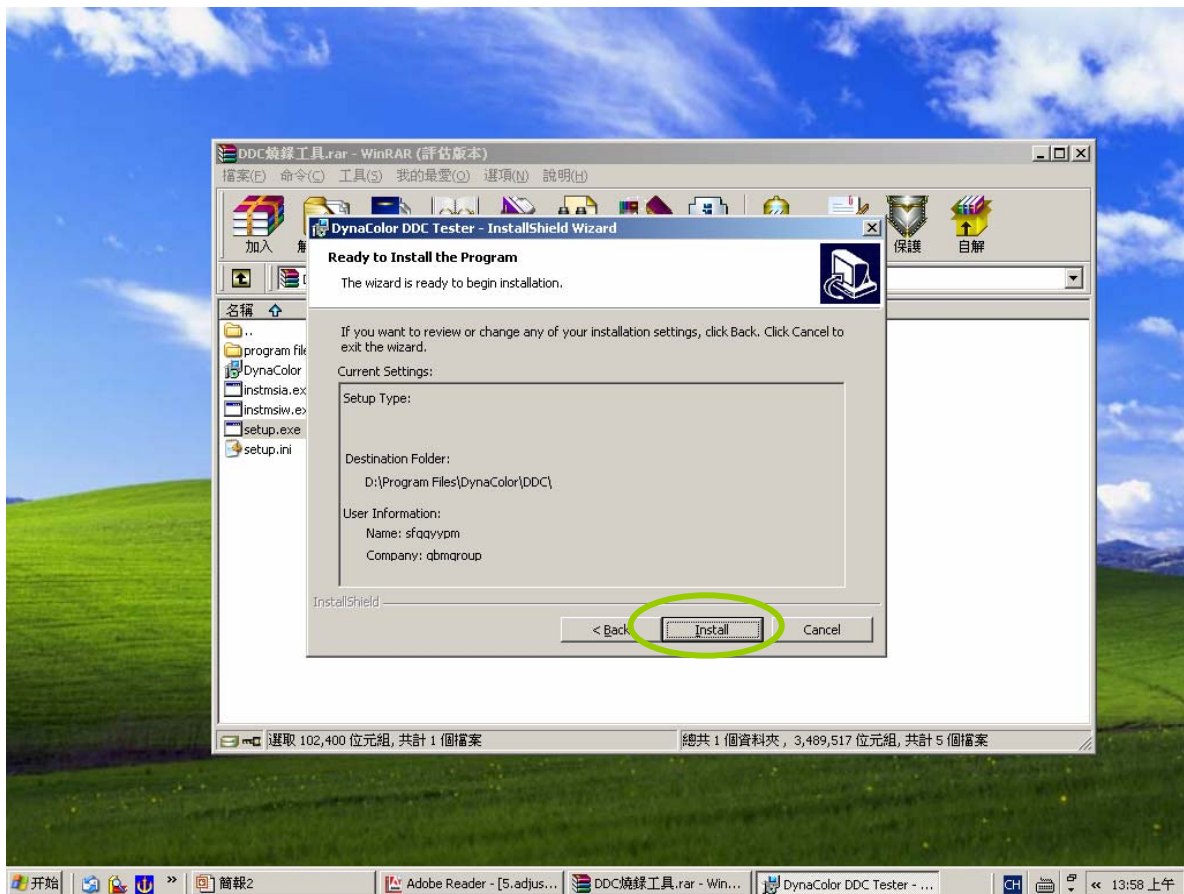 DDC燒錄工具.rar - WinRAR (評估版本)
檔案(F) 命令(C) 工具(S) 我的最愛(O) 選項(N) 說明(H)
加入
保護
自解
DynaColor DDC Tester - InstallShield Wizard
Ready to Install the Program
The wizard is ready to begin installation.
If you want to review or change any of your installation settings, click Back. Click Cancel to
exit the wizard.
Current Settings:
Setup Type:
Destination Folder:
D:\Program Files\DynaColor\DDC\
User Information:
Name: sfqqyypm
Company: qbmgroup
InstallShield
< Back
Install
Cancel
名稱
..
program file
DynaColor
instmsia.ex
instmsiw.ex
setup.exe
setup.ini
選取 102,400 位元組, 共計 1 個檔案
總共 1 個資料夾 , 3,489,517 位元組, 共計 5 個檔案
开始
»
簡報2
Adobe Reader - [5.adjus...
DDC燒錄工具.rar - Win...
DynaColor DDC Tester - ...
CH
«
13:58 上午